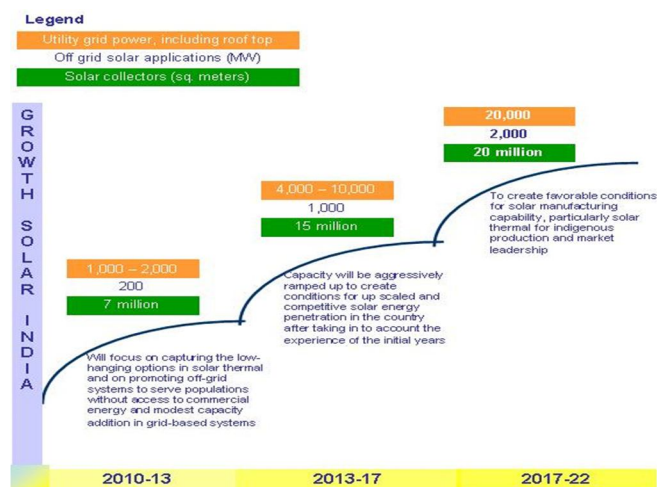 Legend
Utility grid power, including roof top
Off grid solar applications (MW)
Solar collectors (sq. meters)
GROWTH SOLAR INDIA
20,000
2,000
20 million
4,000 – 10,000
1,000
15 million
To create favorable conditions
for solar manufacturing
capability, particularly solar
thermal for indigenous
production and market
leadership
1,000 – 2,000
200
7 million
Capacity will be aggressively
ramped up to create
conditions for up scaled and
competitive solar energy
penetration in the country
after taking in to account the
experience of the initial years
Will focus on capturing the low-
hanging options in solar thermal
and on promoting off-grid
systems to serve populations
without access to commercial
energy and modest capacity
addition in grid-based systems
2010-13
2013-17
2017-22